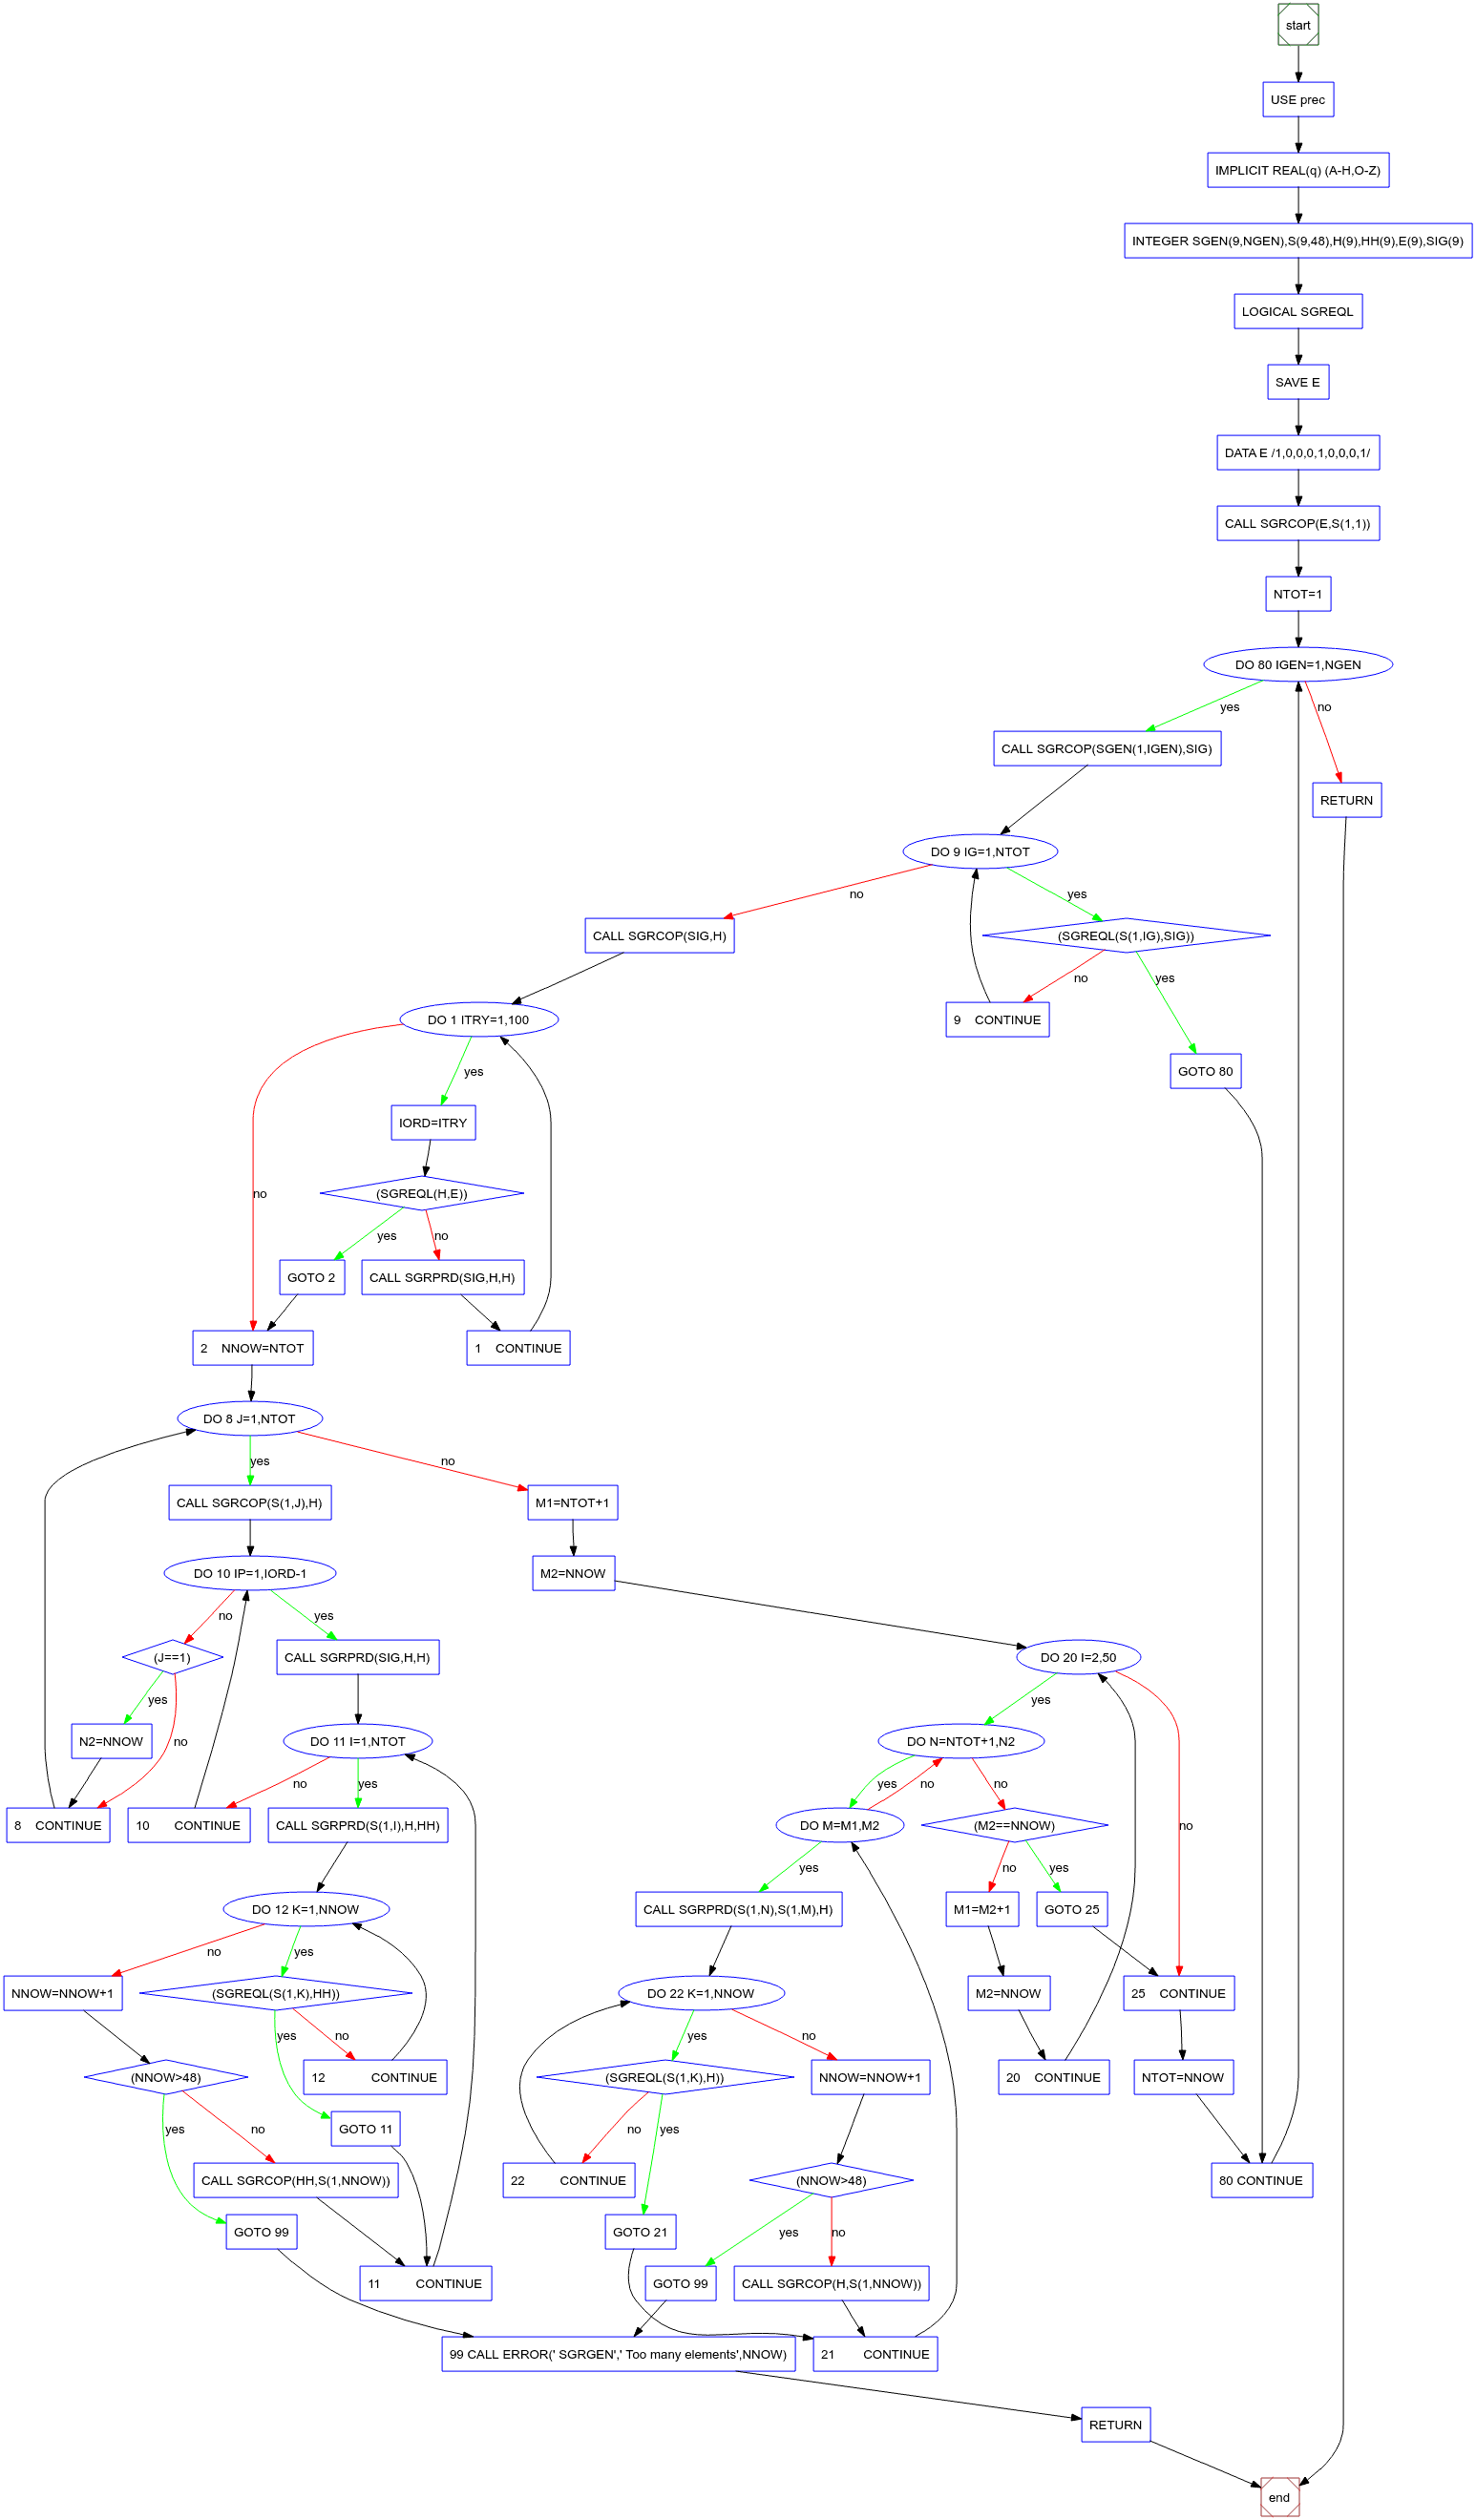 start
USE prec
IMPLICIT REAL(q) (A-H,O-Z)
INTEGER SGEN(9,NGEN),S(9,48),H(9),HH(9),E(9),SIG(9)
LOGICAL SGREQL
SAVE E
DATA E /1,0,0,0,1,0,0,0,1/
CALL SGRCOP(E,S(1,1))
NTOT=1
DO 80 IGEN=1,NGEN
yes
no
CALL SGRCOP(SGEN(1,IGEN),SIG)
RETURN
DO 9 IG=1,NTOT
no
yes
CALL SGRCOP(SIG,H)
(SGREQL(S(1,IG),SIG))
no
yes
DO 1 ITRY=1,100
9 CONTINUE
yes
GOTO 80
IORD=ITRY
no
(SGREQL(H,E))
yes
no
GOTO 2
CALL SGRPRD(SIG,H,H)
2 NNOW=NTOT
1 CONTINUE
DO 8 J=1,NTOT
yes
no
CALL SGRCOP(S(1,J),H)
M1=NTOT+1
DO 10 IP=1,IORD-1
M2=NNOW
no
yes
(J==1)
CALL SGRPRD(SIG,H,H)
DO 20 I=2,50
yes
yes
no
N2=NNOW
DO 11 I=1,NTOT
DO N=NTOT+1,N2
no
yes
yes
no
no
no
8 CONTINUE
10 CONTINUE
CALL SGRPRD(S(1,I),H,HH)
DO M=M1,M2
(M2==NNOW)
yes
no
yes
DO 12 K=1,NNOW
CALL SGRPRD(S(1,N),S(1,M),H)
M1=M2+1
GOTO 25
no
yes
NNOW=NNOW+1
(SGREQL(S(1,K),HH))
DO 22 K=1,NNOW
M2=NNOW
25 CONTINUE
yes
no
yes
no
(NNOW>48)
12 CONTINUE
(SGREQL(S(1,K),H))
NNOW=NNOW+1
20 CONTINUE
NTOT=NNOW
yes
no
GOTO 11
no
yes
CALL SGRCOP(HH,S(1,NNOW))
22 CONTINUE
(NNOW>48)
80 CONTINUE
GOTO 99
GOTO 21
yes
no
11 CONTINUE
GOTO 99
CALL SGRCOP(H,S(1,NNOW))
99 CALL ERROR(' SGRGEN',' Too many elements',NNOW)
21 CONTINUE
RETURN
end